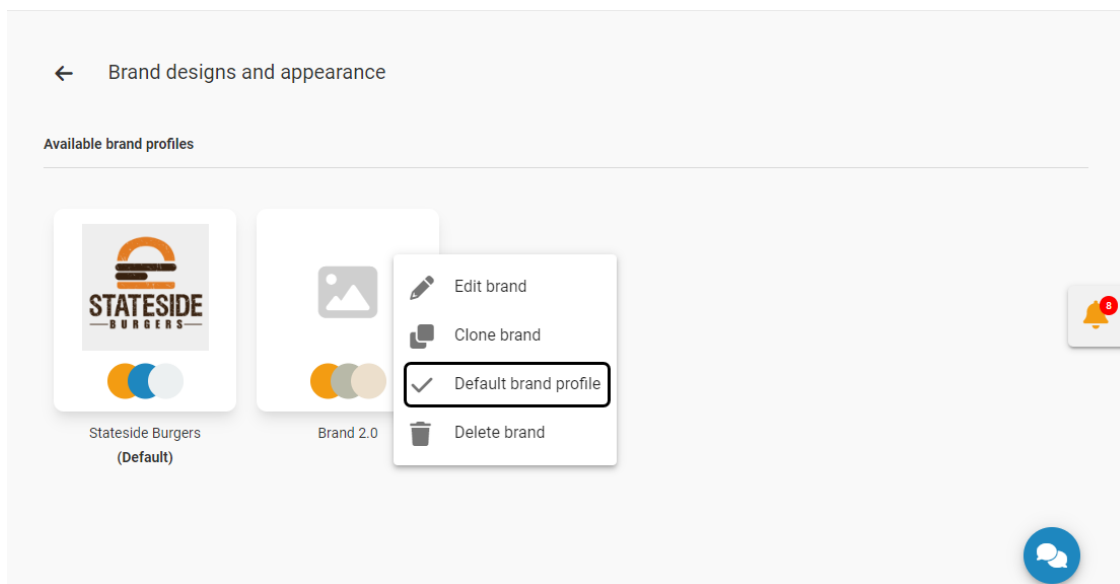 Brand designs and appearance
Available brand profiles
STATESIDE
BURGERS
Stateside Burgers
(Default)
Brand 2.0
Edit brand
Clone brand
Default brand profile
Delete brand
8